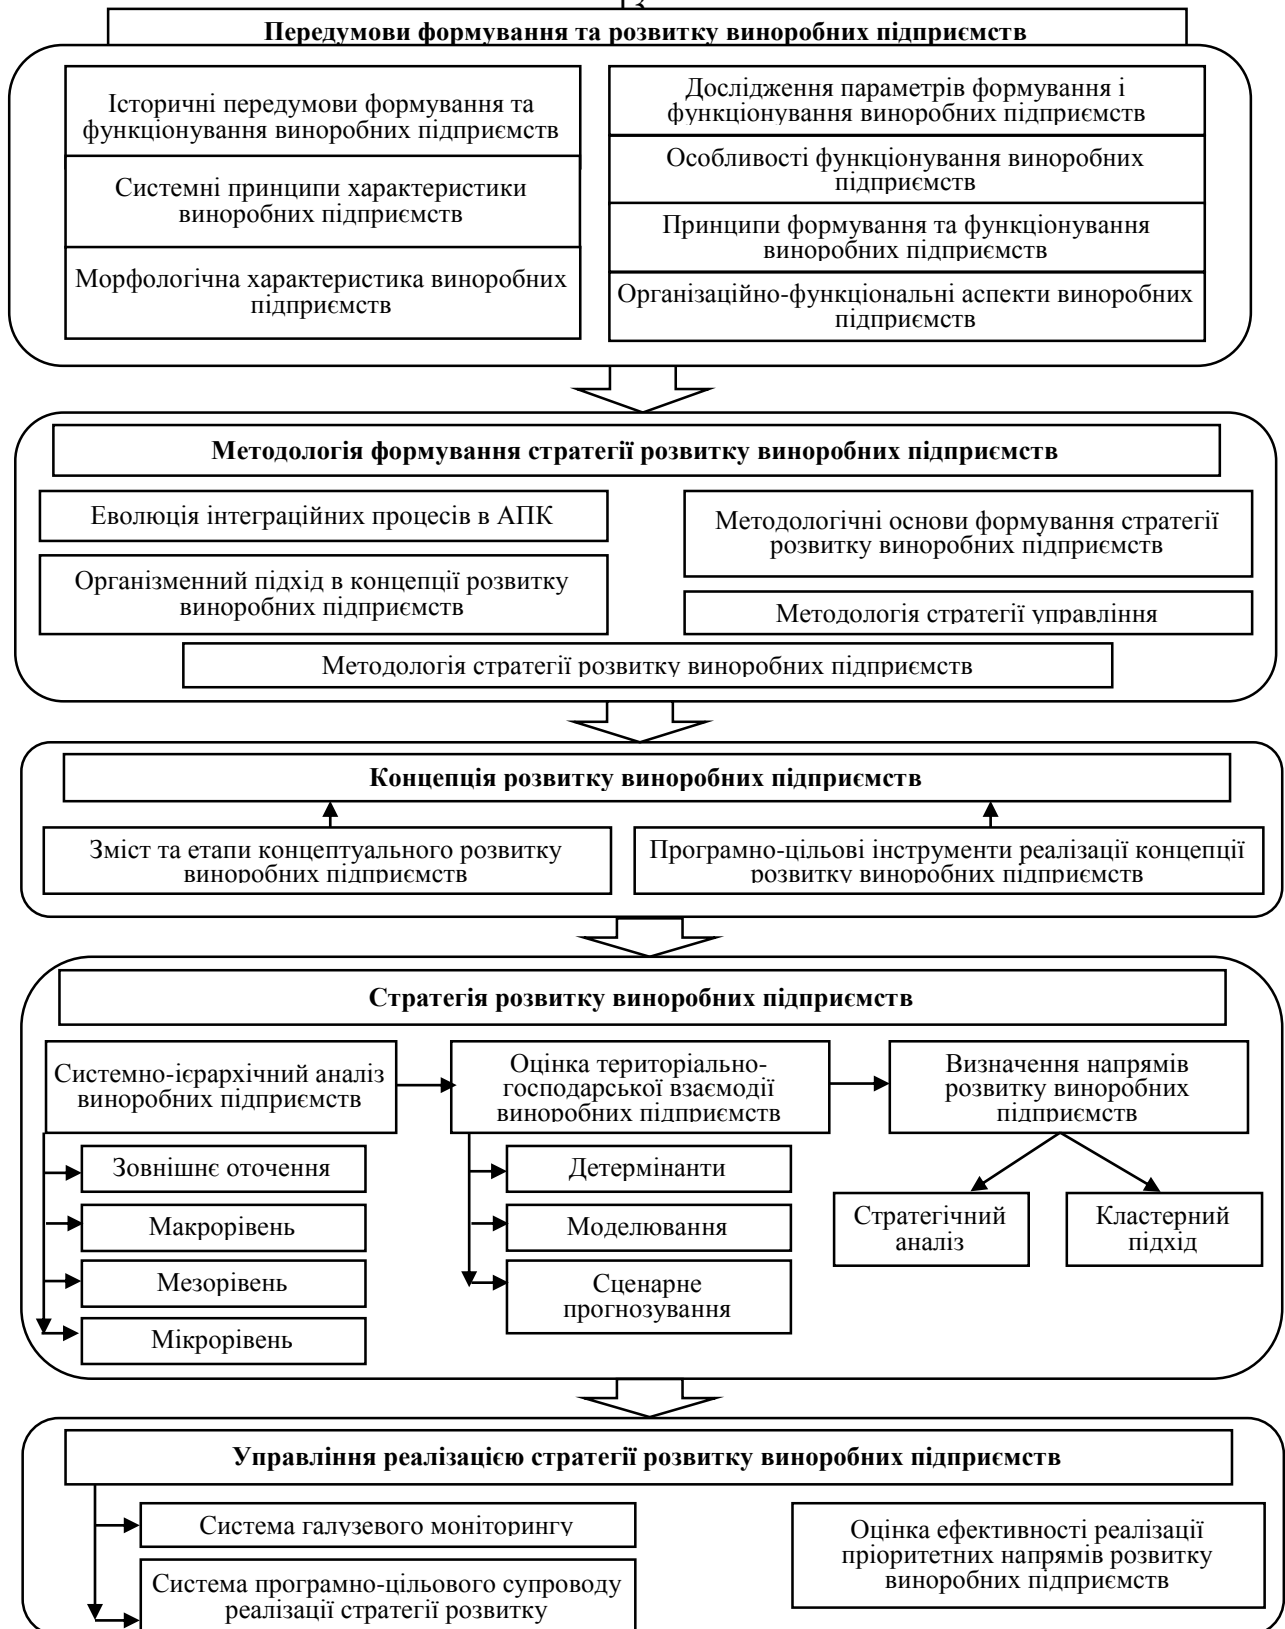 3
Передумови формування та розвитку виноробних підприємств
Історичні передумови формування та
функціонування виноробних підприємств
Системні принципи характеристики
виноробних підприємств
Морфологічна характеристика виноробних
підприємств
Дослідження параметрів формування і
функціонування виноробних підприємств
Особливості функціонування виноробних
підприємств
Принципи формування та функціонування
виноробних підприємств
Організаційно-функціональні аспекти виноробних
підприємств
Методологія формування стратегії розвитку виноробних підприємств
Еволюція інтеграційних процесів в АПК
Організменний підхід в концепції розвитку
виноробних підприємств
Методологічні основи формування стратегії
розвитку виноробних підприємств
Методологія стратегії управління
Методологія стратегії розвитку виноробних підприємств
Концепція розвитку виноробних підприємств
Зміст та етапи концептуального розвитку
виноробних підприємств
Програмно-цільові інструменти реалізації концепції
розвитку виноробних підприємств
Стратегія розвитку виноробних підприємств
Системно-ієрархічний аналіз
виноробних підприємств
Зовнішнє оточення
Макрорівень
Мезорівень
Мікрорівень
Оцінка територіально-
господарської взаємодії
виноробних підприємств
Детермінанти
Моделювання
Сценарне
прогнозування
Визначення напрямів
розвитку виноробних
підприємств
Стратегічний
аналіз
Кластерний
підхід
Управління реалізацією стратегії розвитку виноробних підприємств
Система галузевого моніторингу
Система програмно-цільового супроводу
реалізації стратегії розвитку
Оцінка ефективності реалізації
пріоритетних напрямів розвитку
виноробних підприємств